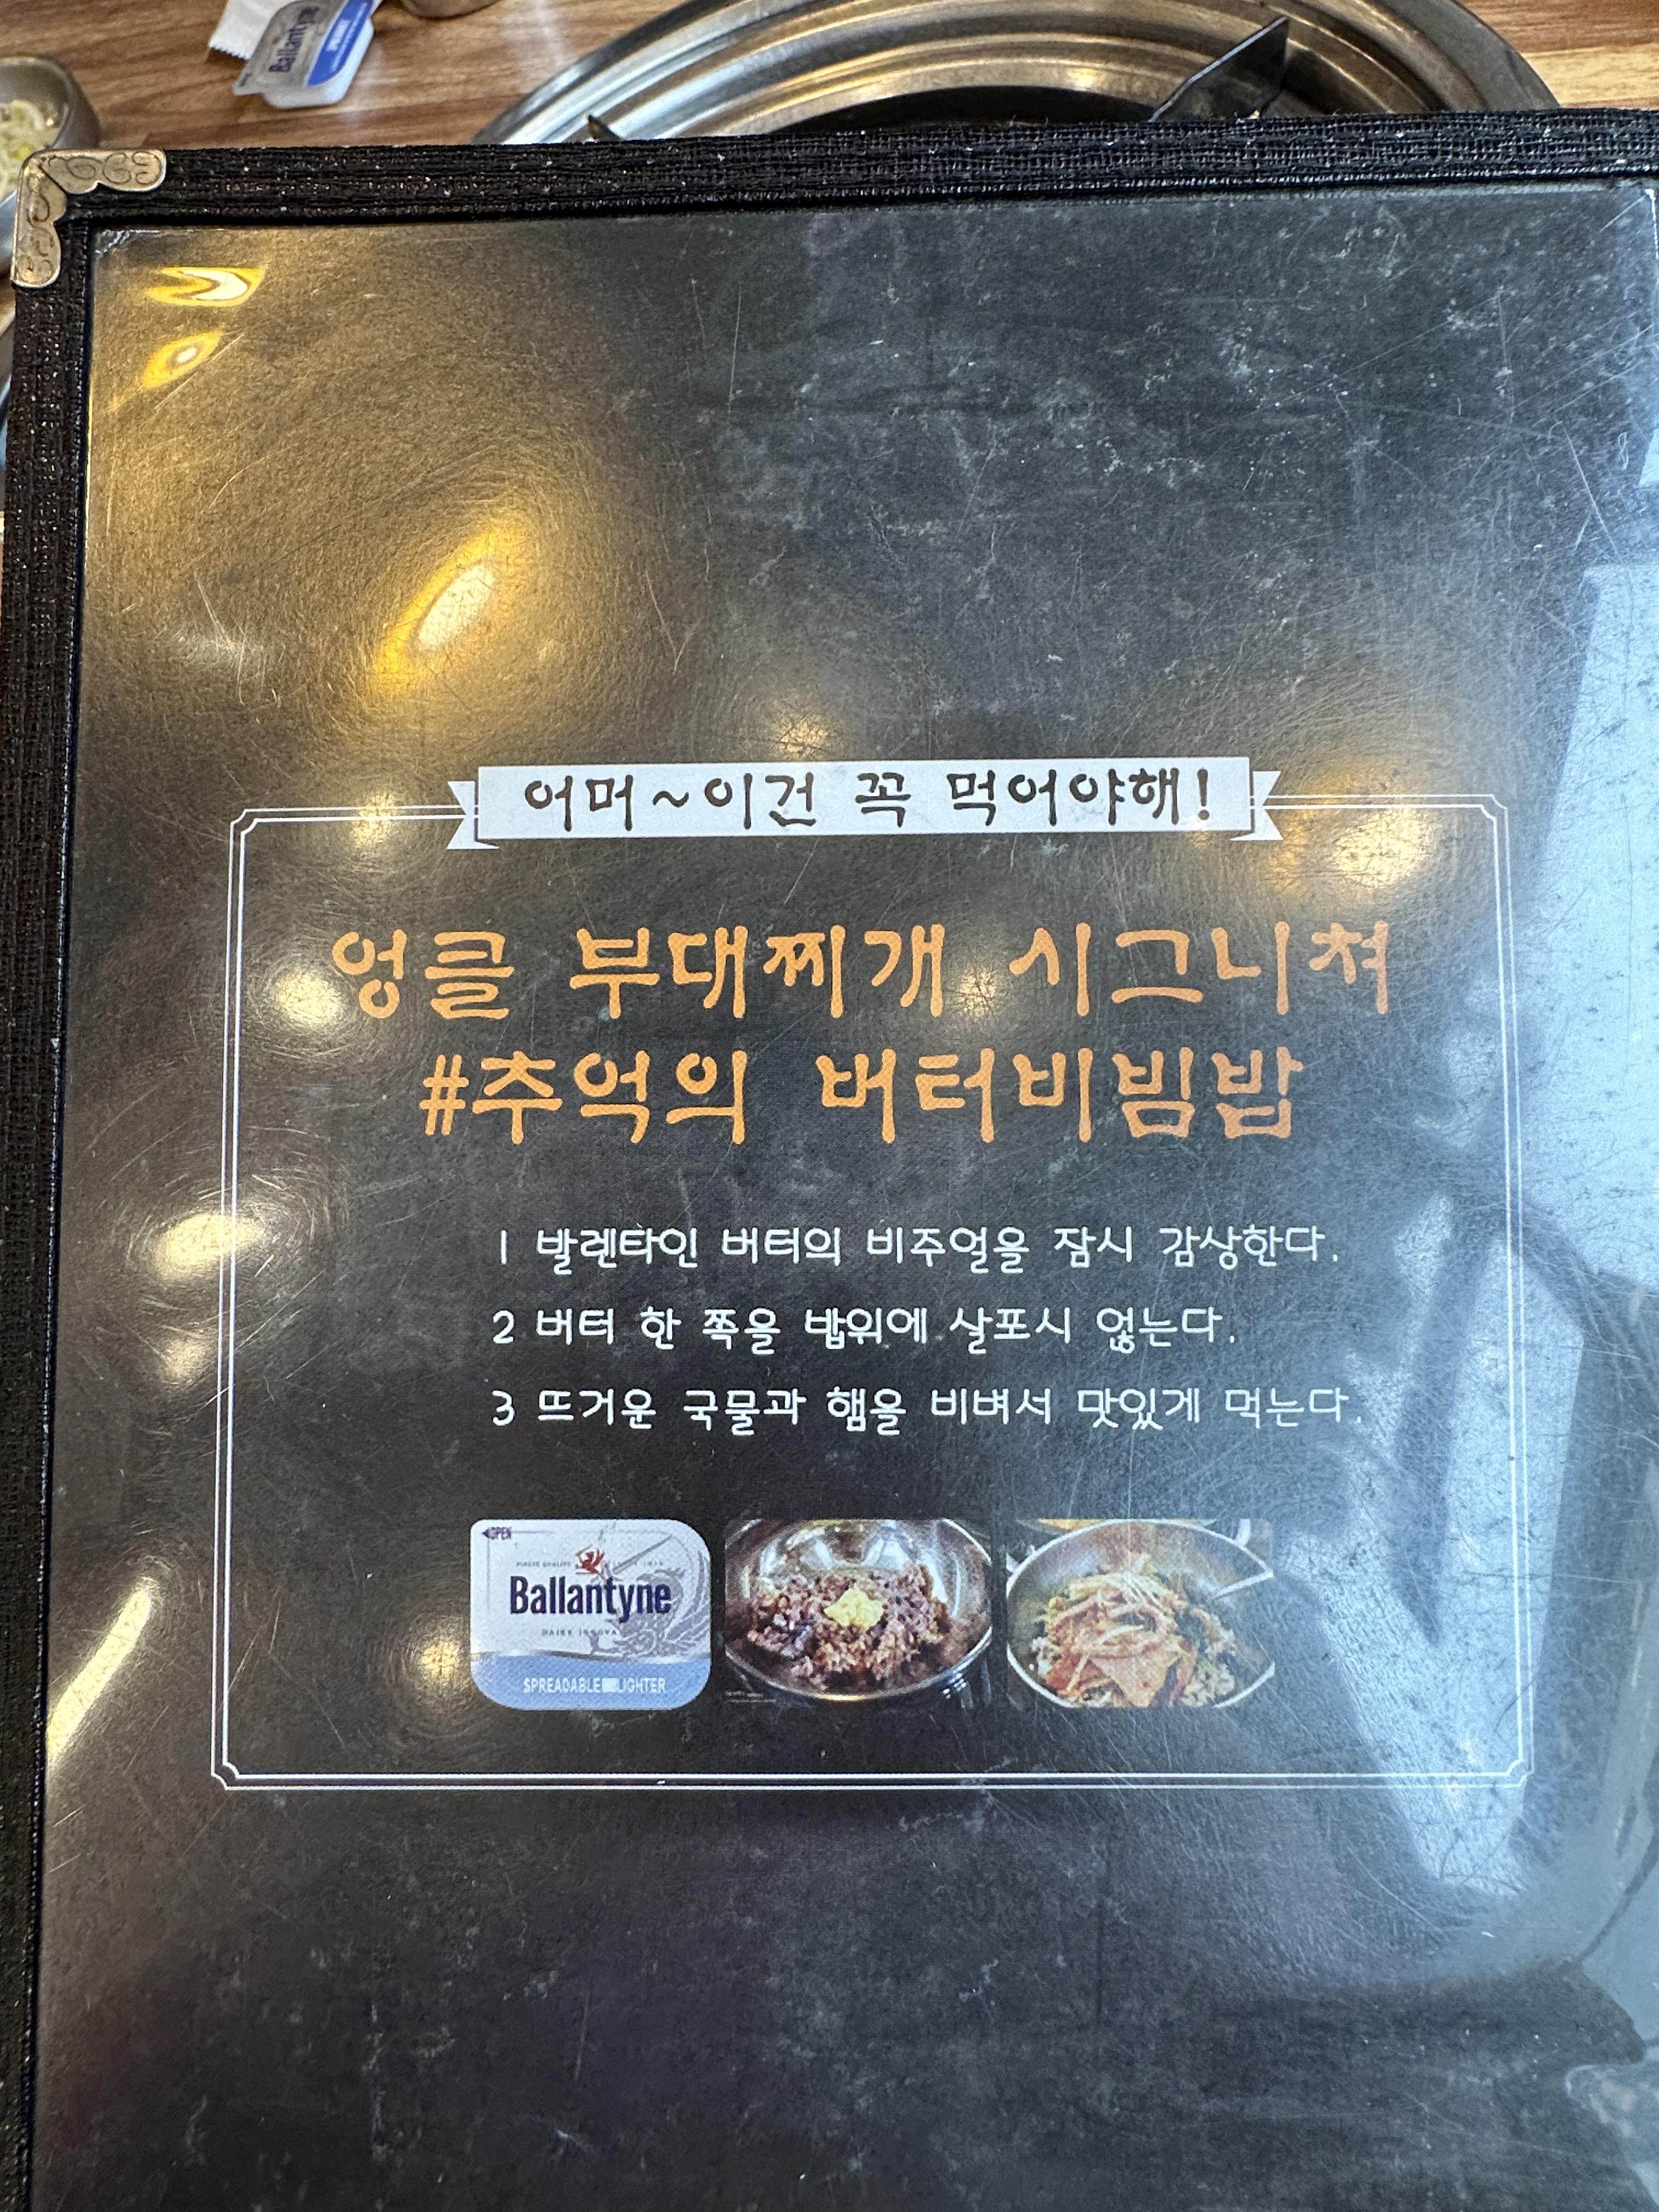 Ballantyne
어머~이건 꼭 먹어야해!
엉클 부대찌개 시그니쳐
#추억의 버터비빔밥
1 발렌타인 버터의 비주얼을 잠시 감상한다.
2 버터 한 쪽을 밥위에 살포시 얹는다.
3 뜨거운 국물과 햄을 비벼서 맛있게 먹는다.
OPEN
Ballantyne
SPREADABLE LIGHTER